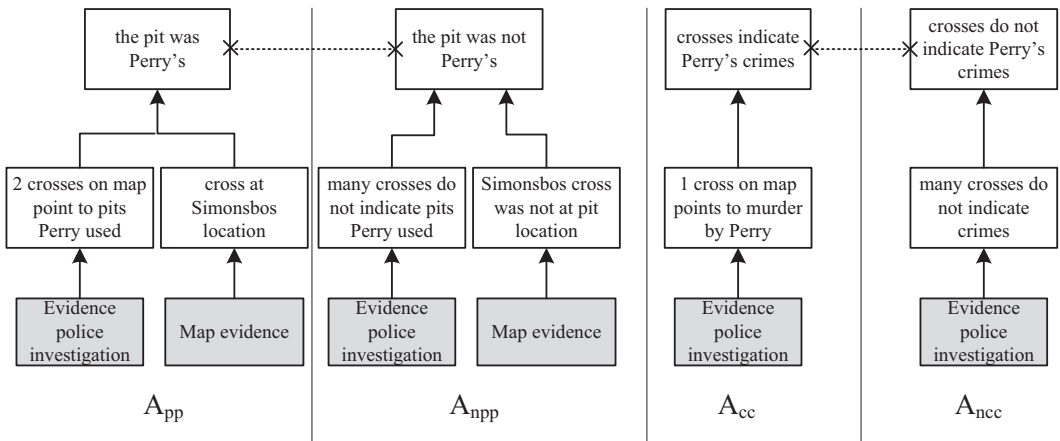 the pit was
Perry's
the pit was not
Perry's
crosses indicate
Perry's crimes
crosses do not
indicate Perry's
crimes
2 crosses on map
point to pits
Perry used
cross at
Simonsbos
location
many crosses do
not indicate pits
Perry used
Simonsbos cross
was not at pit
location
1 cross on map
points to murder
by Perry
many crosses do
not indicate
crimes
Evidence
police
investigation
Map evidence
Evidence
police
investigation
Map evidence
Evidence
police
investigation
Evidence
police
investigation
App
Anpp
Acc
Ancc